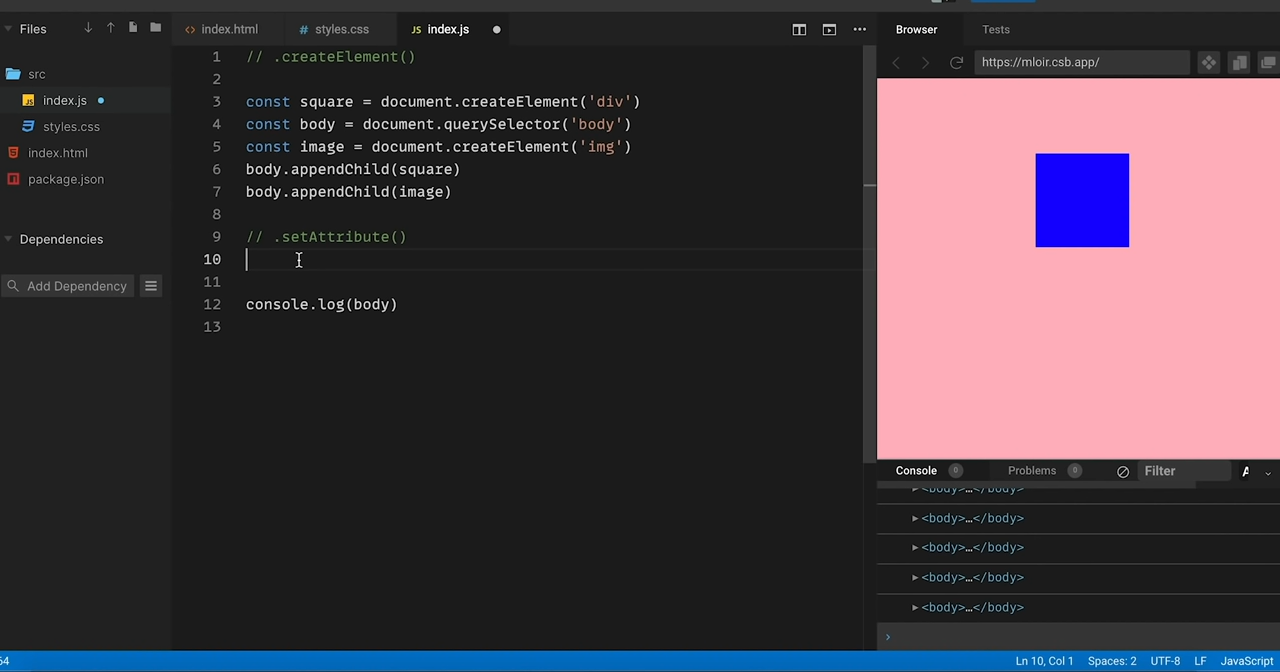 Files
index.html
styles.css
index.js
Browser
Tests
https://mloir.csb.app/
src
index.js
styles.css
index.html
package.json
Dependencies
Add Dependency
1 // .createElement()
2
3 const square = document.createElement('div')
4 const body = document.querySelector('body')
5 const image = document.createElement('img')
6 body.appendChild(square)
7 body.appendChild(image)
8
9 // .setAttribute()
10
11
12 console.log(body)
13
Console 0
Problems 0
Filter
<body>…</body>
<body>…</body>
<body>…</body>
<body>…</body>
<body>…</body>
64
Ln 10, Col 1
Spaces: 2
UTF-8
LF
JavaScript